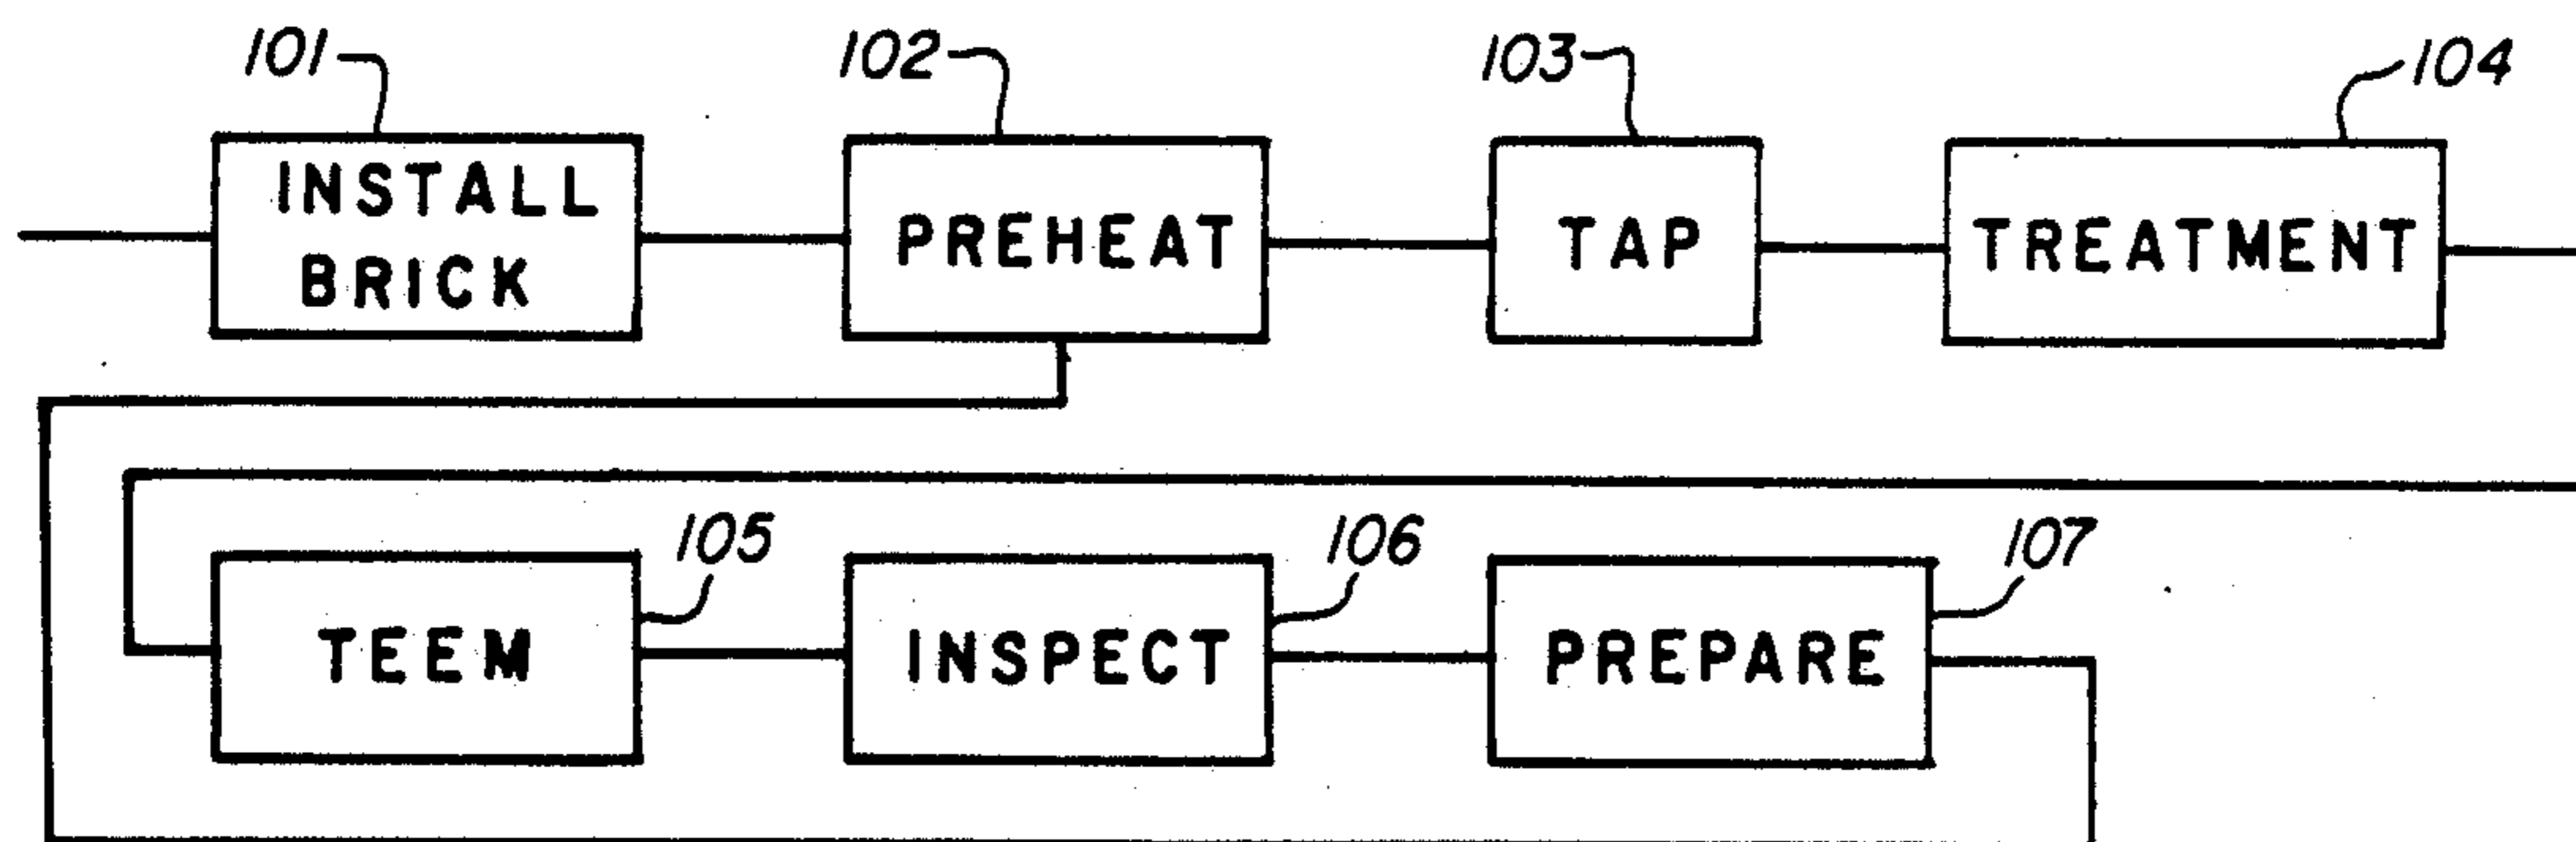 101
102
103
104
INSTALL
BRICK
PREHEAT
TAP
TREATMENT
105
106
107
TEEM
INSPECT
PREPARE